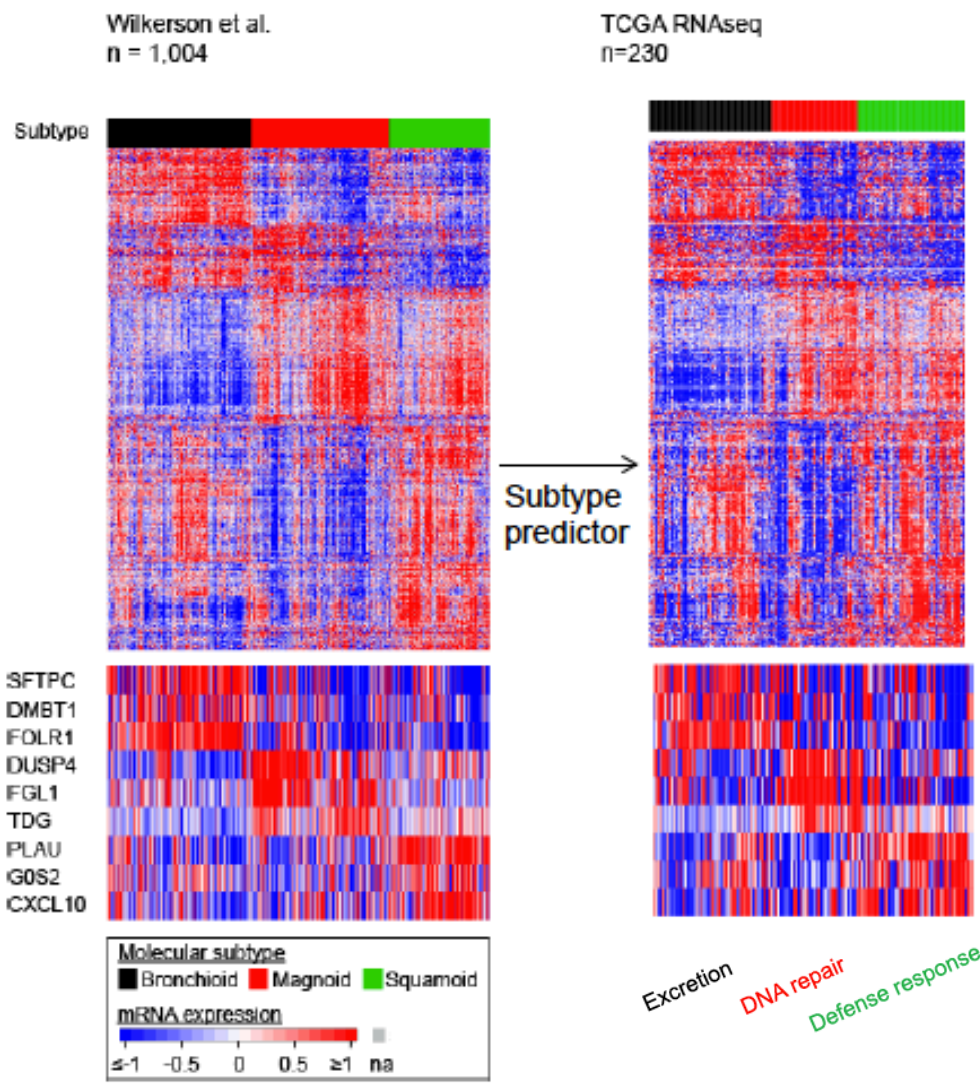 Wilkerson et al.
n = 1,004
TCGA RNAseq
n=230
Subtype
Subtype
predictor
SFTPC
DMBT1
FOLR1
DUSP4
FGL1
TDG
PLAU
G0S2
CXCL10
Molecular subtype
Bronchioid Magnoid Squamoid
mRNA expression
≤-1 -0.5 0 0.5 ≥1 na
Excretion
DNA repair
Defense response